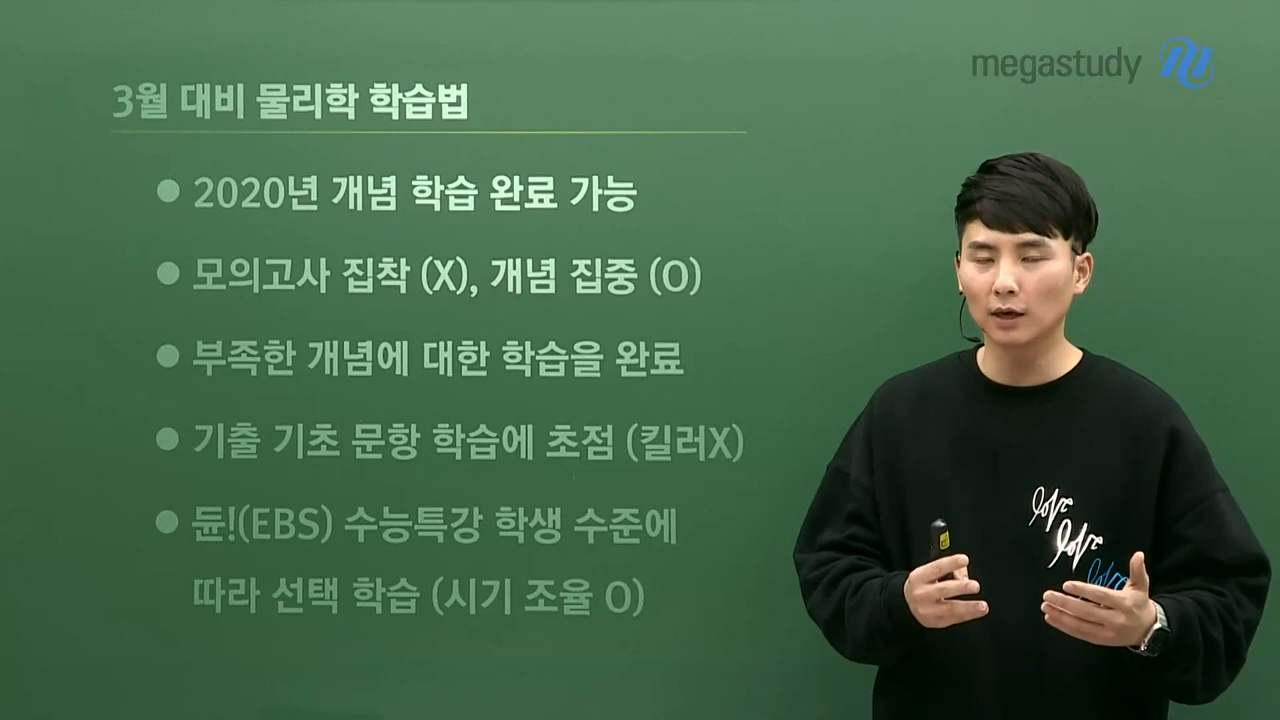 megastudy
3월 대비 물리학 학습법
● 2020년 개념 학습 완료 가능
● 모의고사 집착 (X), 개념 집중 (O)
● 부족한 개념에 대한 학습을 완료
● 기출 기초 문항 학습에 초점 (킬러X)
● 듄!(EBS) 수능특강 학생 수준에
따라 선택 학습 (시기 조율 O)
love
love
love